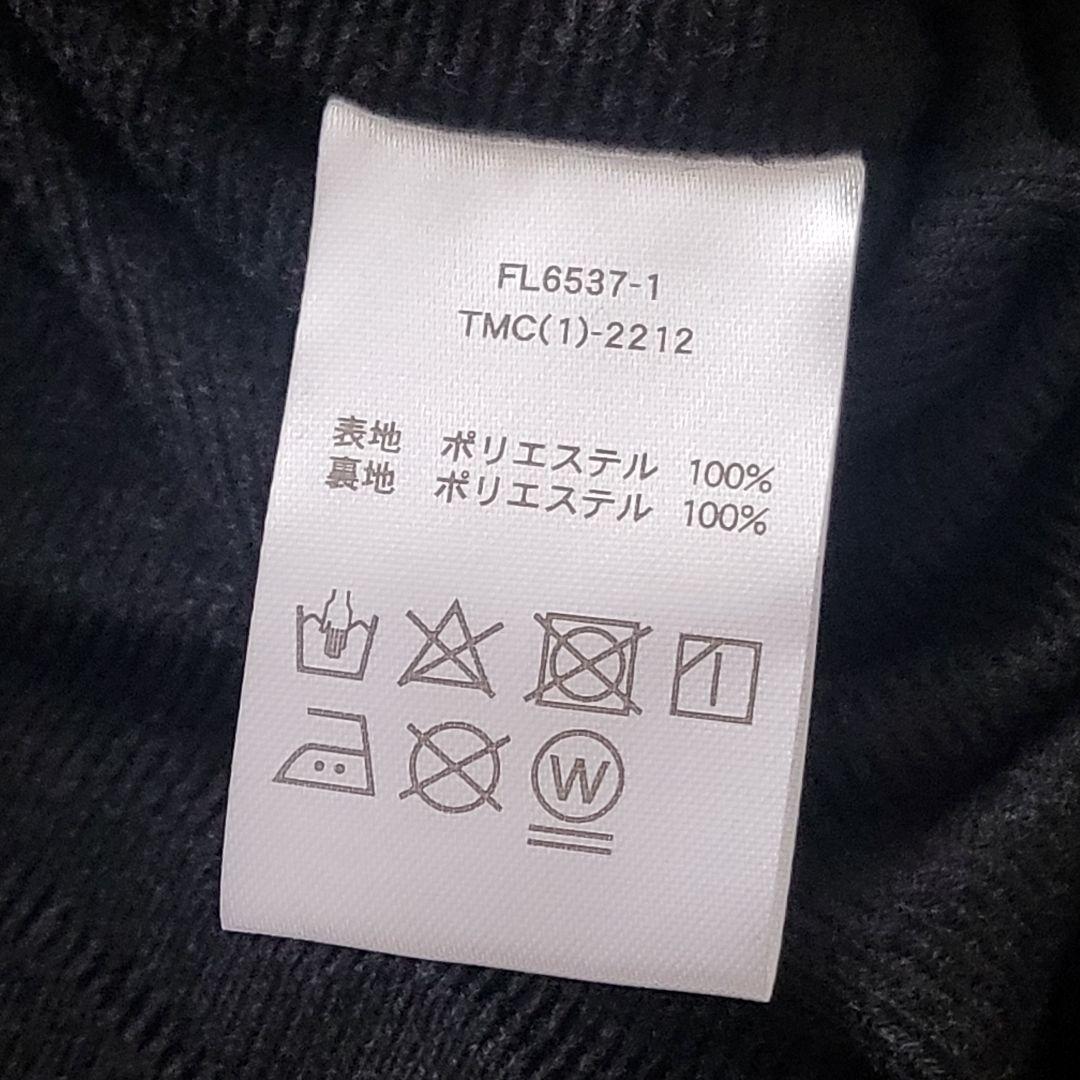 FL6537-1
TMC(1)-2212
表地 ポリエステル 100%
裏地 ポリエステル 100%
W